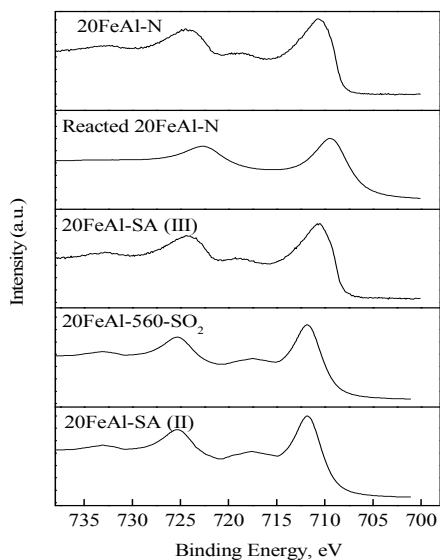 20FeAl-N
Reacted 20FeAl-N
20FeAl-SA (III)
20FeAl-560-SO₂
20FeAl-SA (II)
Intensity (a.u.)
735 730 725 720 715 710 705 700
Binding Energy, eV